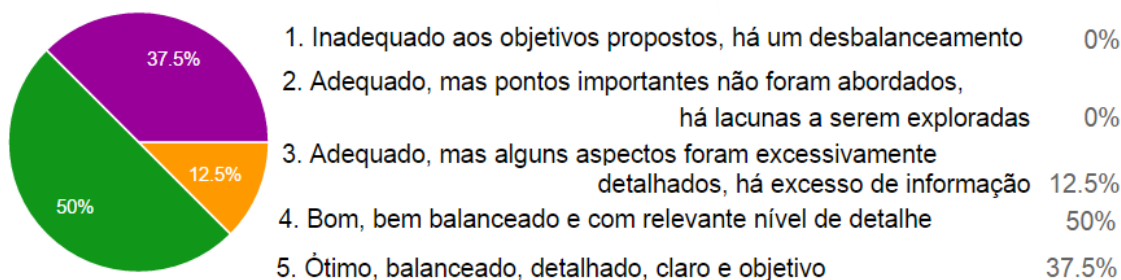 37.5%
12.5%
50%
1. Inadequado aos objetivos propostos, há um desbalanceamento 0%
2. Adequado, mas pontos importantes não foram abordados,
há lacunas a serem exploradas 0%
3. Adequado, mas alguns aspectos foram excessivamente
detalhados, há excesso de informação 12.5%
4. Bom, bem balanceado e com relevante nível de detalhe 50%
5. Ótimo, balanceado, detalhado, claro e objetivo 37.5%